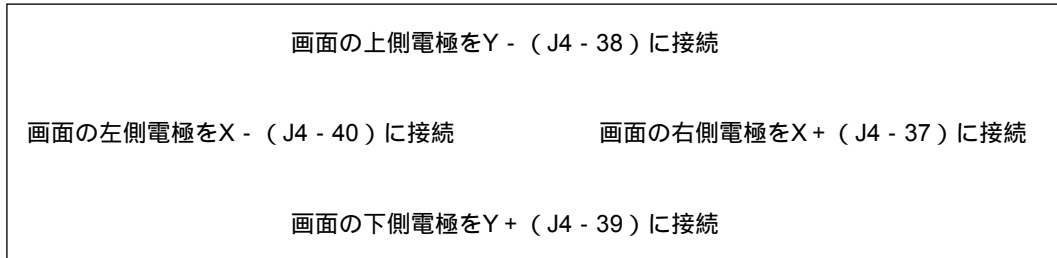 画面の上側電極をY - （J4 - 38）に接続
画面の左側電極をX - （J4 - 40）に接続
画面の右側電極をX + （J4 - 37）に接続
画面の下側電極をY + （J4 - 39）に接続